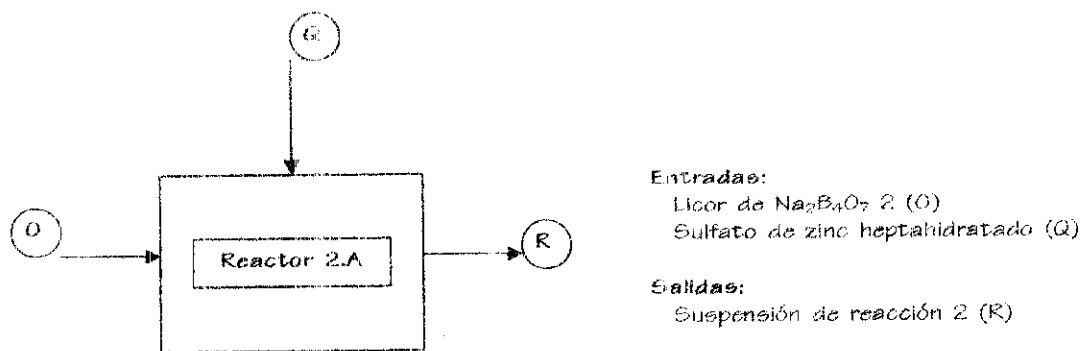 Q
O
Reactor 2.A
R
Entradas:
Licor de Na₂B₄O₇ 2 (O)
Sulfato de zinc heptahidratado (Q)
Salidas:
Suspensión de reacción 2 (R)